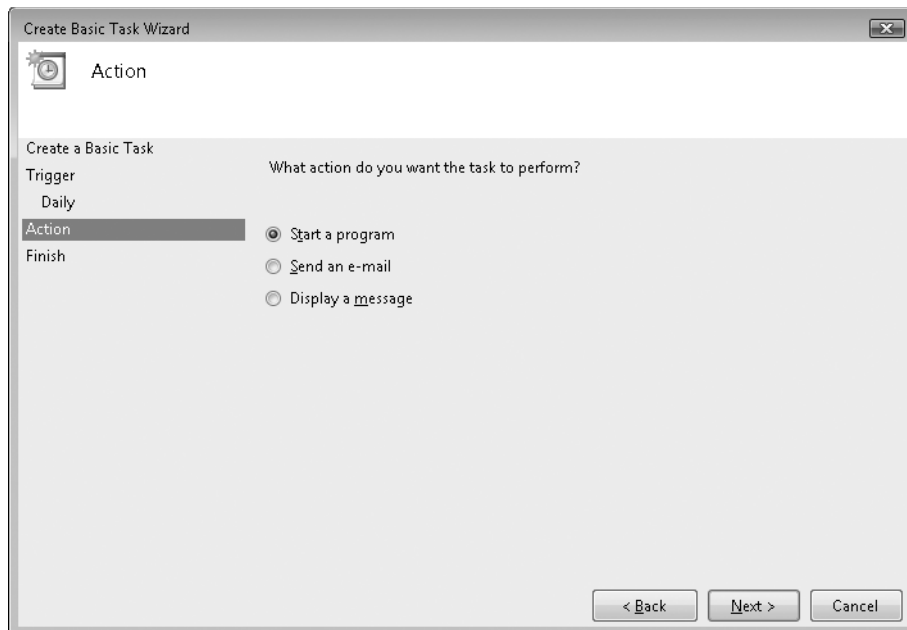 Create Basic Task Wizard
Action
Create a Basic Task
Trigger
Daily
Action
Finish
What action do you want the task to perform?
Start a program
Send an e-mail
Display a message
< Back
Next >
Cancel